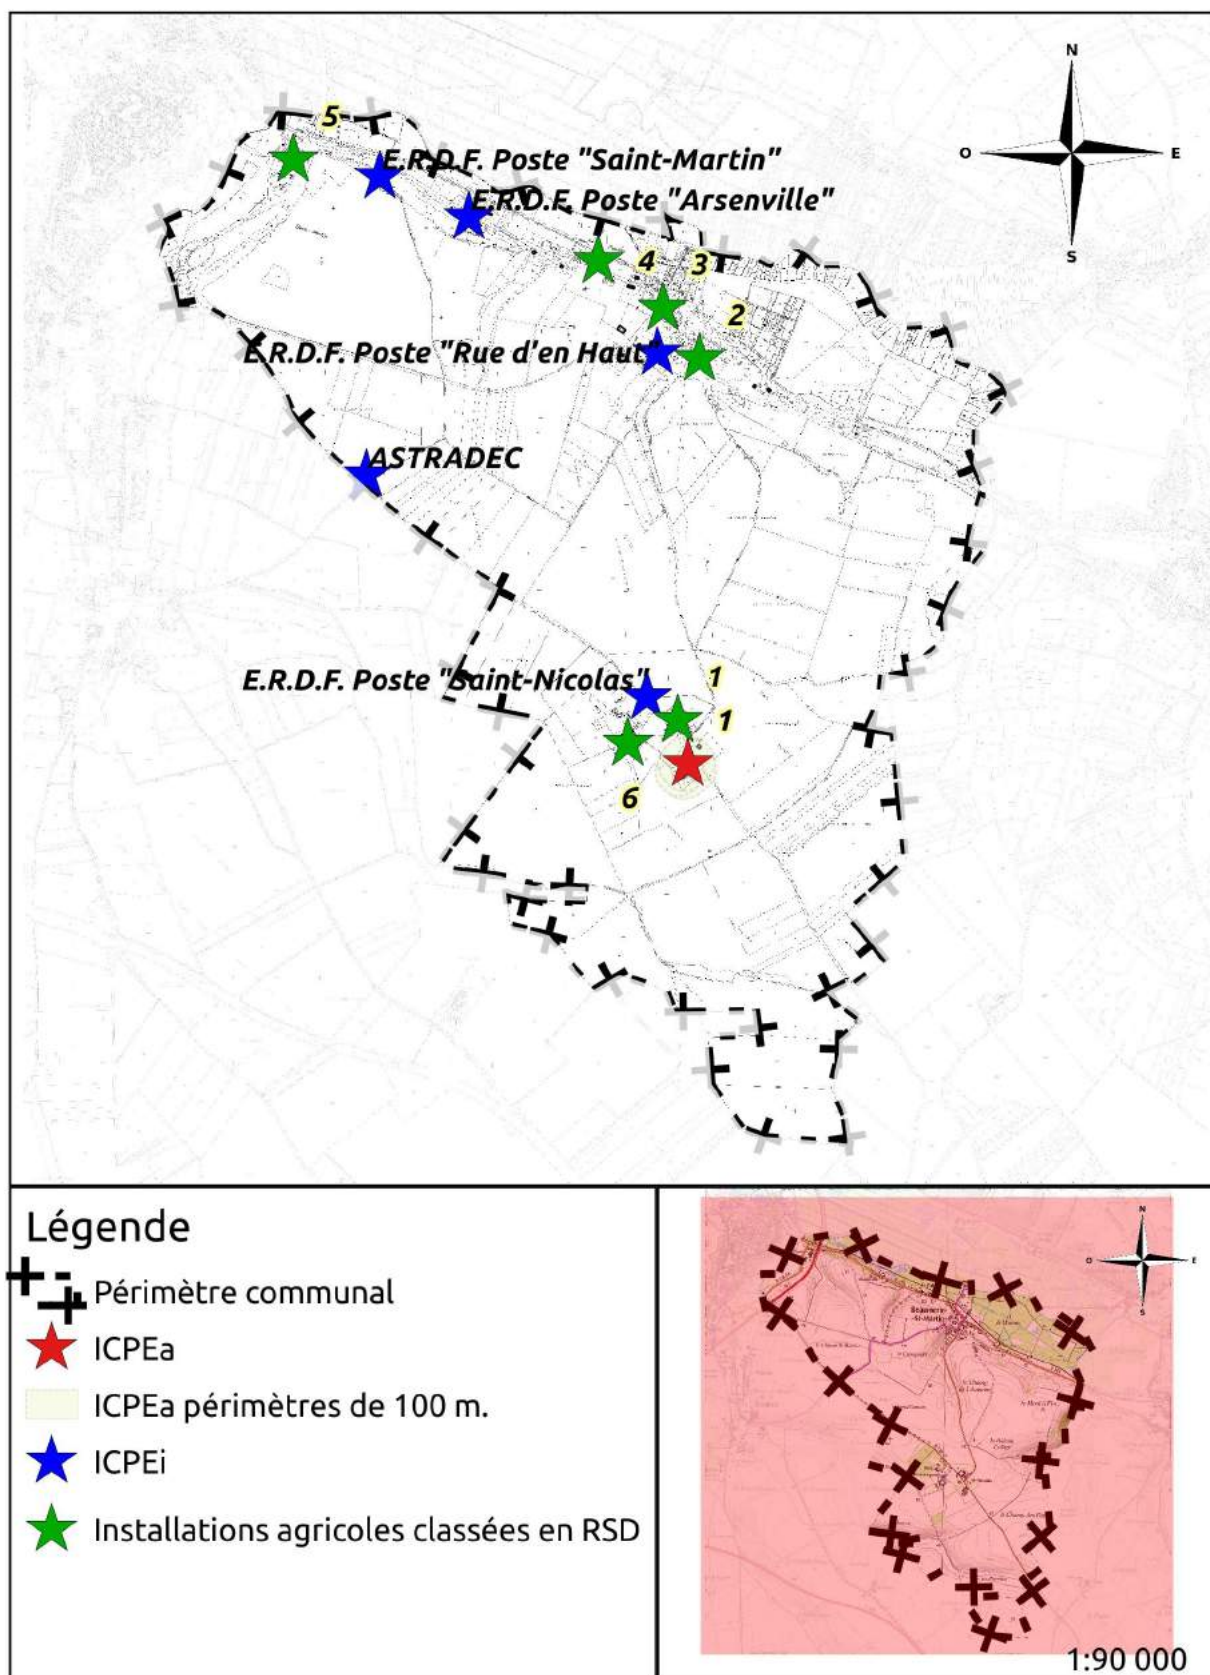 N
O
E
S
5
E.R.D.F. Poste "Saint-Martin"
E.R.D.F. Poste "Arsenville"
4
3
2
E.R.D.F. Poste "Rue d'en Haut"
ASTRADEC
E.R.D.F. Poste "Saint-Nicolas"
1
1
6
Légende
Périmètre communal
ICPEa
ICPEa périmètres de 100 m.
ICPEi
Installations agricoles classées en RSD
N
O
E
S
1:90 000